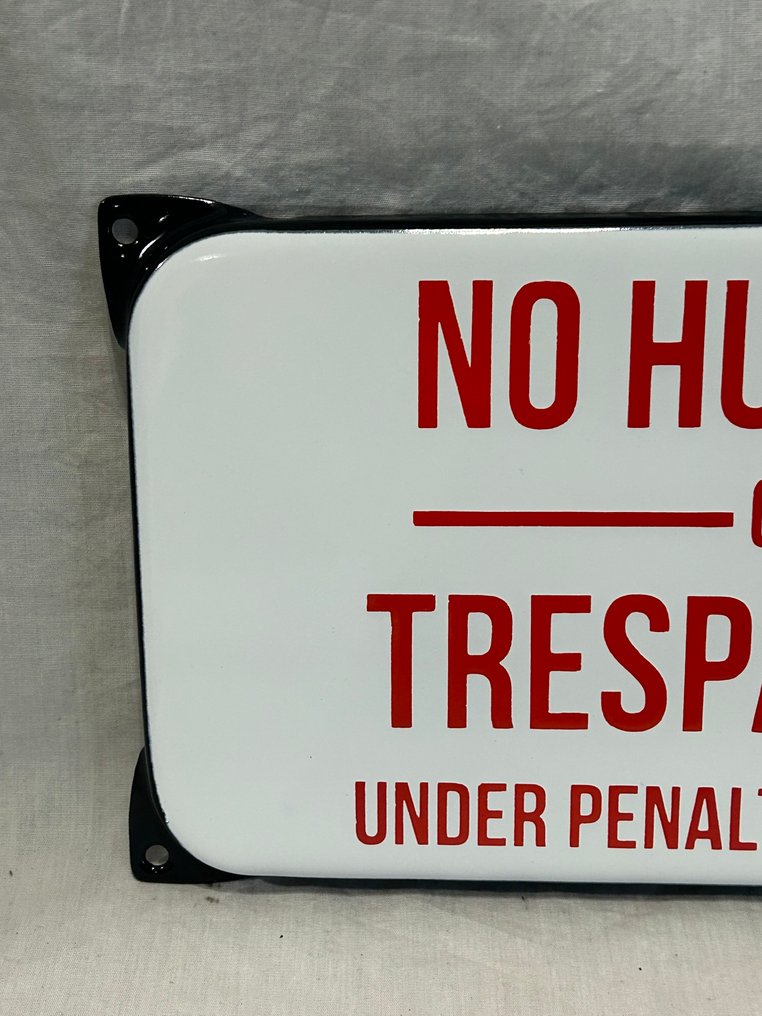 NO HU
TRESPA
UNDER PENALT